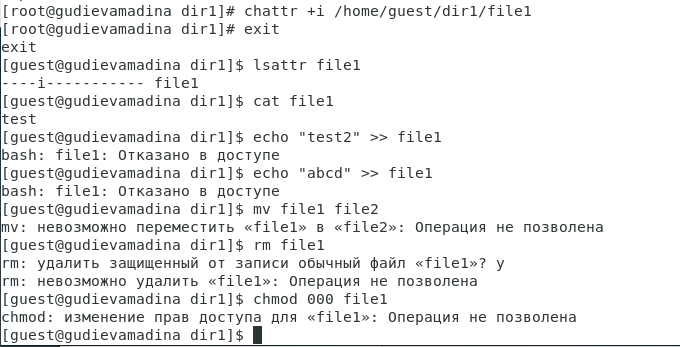 [root@gudievamadina dir1]# chattr +i /home/guest/dir1/file1
[root@gudievamadina dir1]# exit
exit
[guest@gudievamadina dir1]$ lsattr file1
----i----------- file1
[guest@gudievamadina dir1]$ cat file1
test
[guest@gudievamadina dir1]$ echo "test2" >> file1
bash: file1: Отказано в доступе
[guest@gudievamadina dir1]$ echo "abcd" >> file1
bash: file1: Отказано в доступе
[guest@gudievamadina dir1]$ mv file1 file2
mv: невозможно переместить «file1» в «file2»: Операция не позволена
[guest@gudievamadina dir1]$ rm file1
rm: удалить защищенный от записи обычный файл «file1»? y
rm: невозможно удалить «file1»: Операция не позволена
[guest@gudievamadina dir1]$ chmod 000 file1
chmod: изменение прав доступа для «file1»: Операция не позволена
[guest@gudievamadina dir1]$